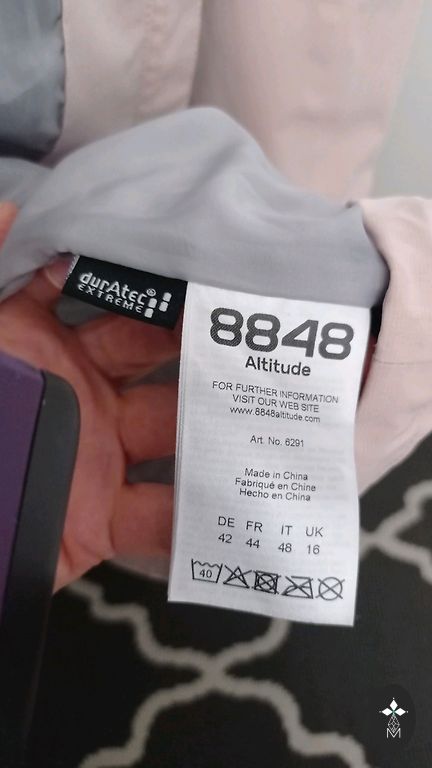 durAtec®
EXTREME
8848
Altitude
FOR FURTHER INFORMATION
VISIT OUR WEB SITE
www.8848altitude.com
Art. No. 6291
Made in China
Fabriqué en Chine
Hecho en China
DE FR IT UK
42 44 48 16
40
M